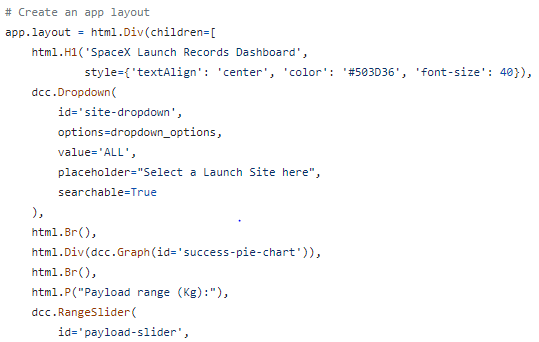 # Create an app layout
app.layout = html.Div(children=[
    html.H1('SpaceX Launch Records Dashboard',
            style={'textAlign': 'center', 'color': '#503D36', 'font-size': 40}),
    dcc.Dropdown(
        id='site-dropdown',
        options=dropdown_options,
        value='ALL',
        placeholder="Select a Launch Site here",
        searchable=True
    ),
    html.Br(),
    html.Div(dcc.Graph(id='success-pie-chart')),
    html.Br(),
    html.P("Payload range (Kg):"),
    dcc.RangeSlider(
        id='payload-slider',